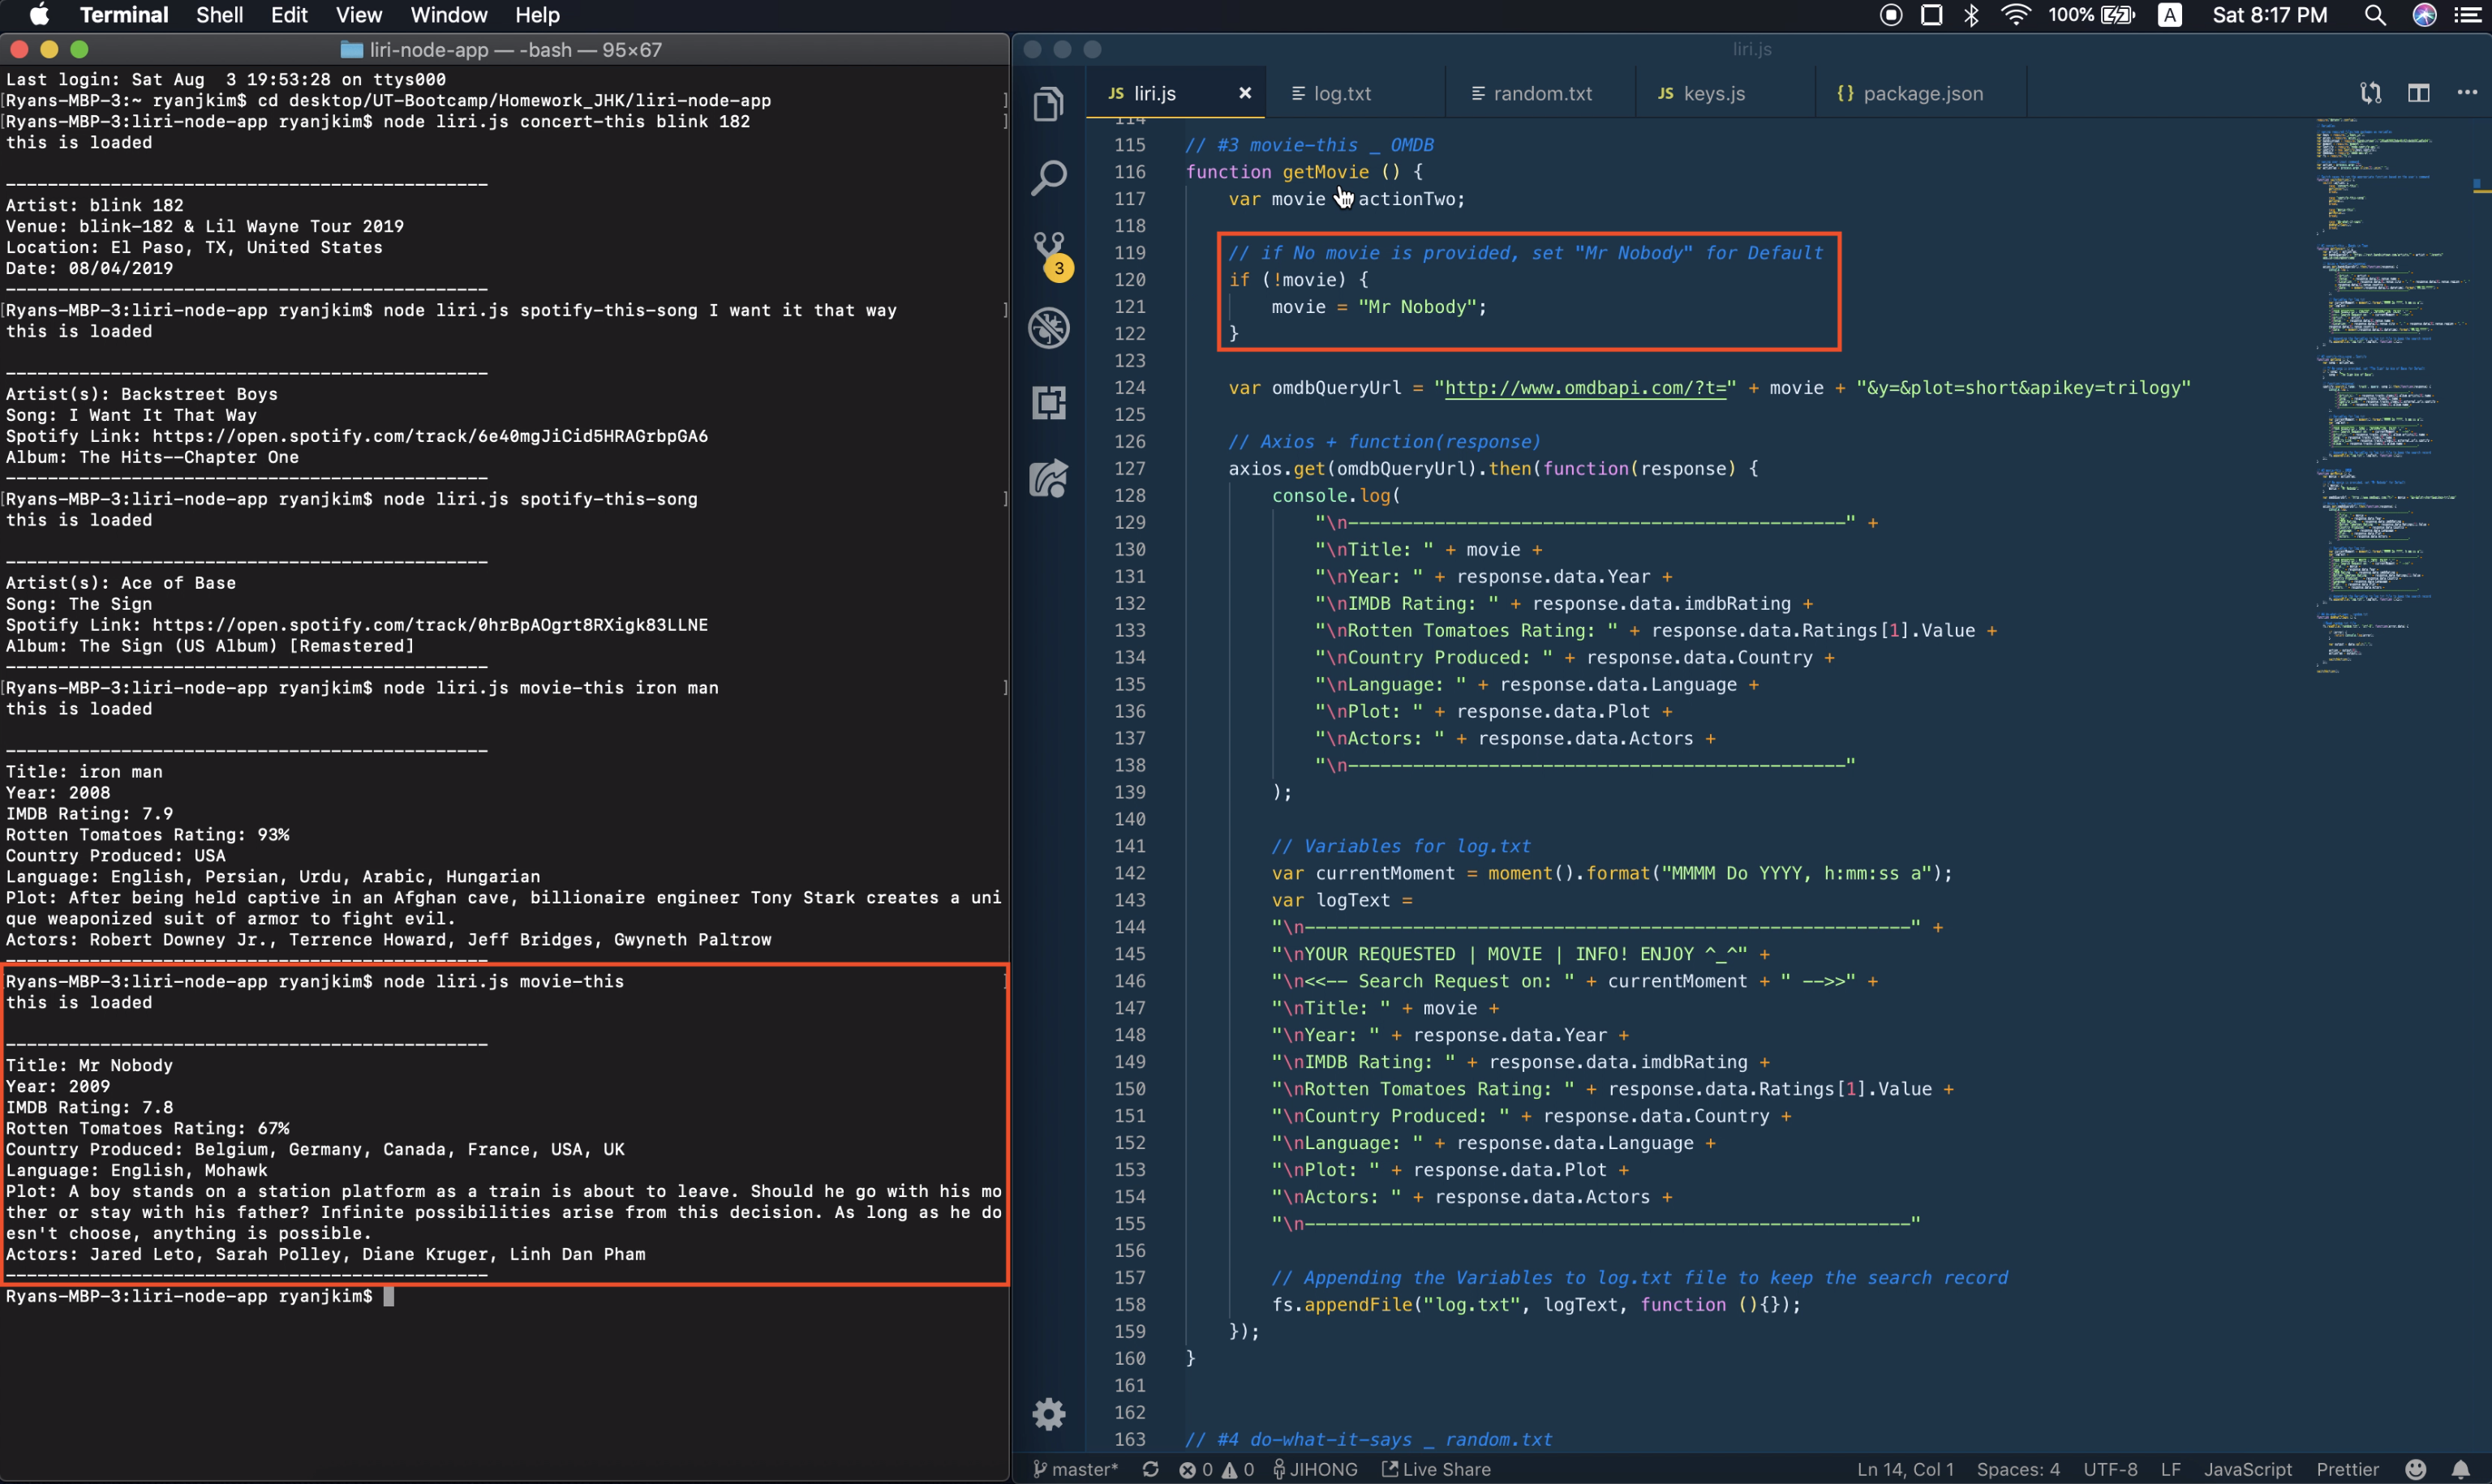 Terminal Shell Edit View Window Help
100% A Sat 8:17 PM
liri-node-app — -bash — 95×67
Last login: Sat Aug  3 19:53:28 on ttys000
[Ryans-MBP-3:~ ryanjkim$ cd desktop/UT-Bootcamp/Homework_JHK/liri-node-app ]
[Ryans-MBP-3:liri-node-app ryanjkim$ node liri.js concert-this blink 182 ]
this is loaded
----------------------------------------------
Artist: blink 182
Venue: blink-182 & Lil Wayne Tour 2019
Location: El Paso, TX, United States
Date: 08/04/2019
----------------------------------------------
[Ryans-MBP-3:liri-node-app ryanjkim$ node liri.js spotify-this-song I want it that way ]
this is loaded
----------------------------------------------
Artist(s): Backstreet Boys
Song: I Want It That Way
Spotify Link: https://open.spotify.com/track/6e40mgJiCid5HRAGrbpGA6
Album: The Hits--Chapter One
----------------------------------------------
[Ryans-MBP-3:liri-node-app ryanjkim$ node liri.js spotify-this-song ]
this is loaded
----------------------------------------------
Artist(s): Ace of Base
Song: The Sign
Spotify Link: https://open.spotify.com/track/0hrBpAOgrt8RXigk83LLNE
Album: The Sign (US Album) [Remastered]
----------------------------------------------
[Ryans-MBP-3:liri-node-app ryanjkim$ node liri.js movie-this iron man ]
this is loaded
----------------------------------------------
Title: iron man
Year: 2008
IMDB Rating: 7.9
Rotten Tomatoes Rating: 93%
Country Produced: USA
Language: English, Persian, Urdu, Arabic, Hungarian
Plot: After being held captive in an Afghan cave, billionaire engineer Tony Stark creates a uni
que weaponized suit of armor to fight evil.
Actors: Robert Downey Jr., Terrence Howard, Jeff Bridges, Gwyneth Paltrow
----------------------------------------------
Ryans-MBP-3:liri-node-app ryanjkim$ node liri.js movie-this ]
this is loaded
----------------------------------------------
Title: Mr Nobody
Year: 2009
IMDB Rating: 7.8
Rotten Tomatoes Rating: 67%
Country Produced: Belgium, Germany, Canada, France, USA, UK
Language: English, Mohawk
Plot: A boy stands on a station platform as a train is about to leave. Should he go with his mo
ther or stay with his father? Infinite possibilities arise from this decision. As long as he do
esn't choose, anything is possible.
Actors: Jared Leto, Sarah Polley, Diane Kruger, Linh Dan Pham
----------------------------------------------
Ryans-MBP-3:liri-node-app ryanjkim$
liri.js
JS liri.js × log.txt random.txt JS keys.js {} package.json
3
114
115 // #3 movie-this _ OMDB
116 function getMovie () {
117 var movie actionTwo;
118
119 // if No movie is provided, set "Mr Nobody" for Default
120 if (!movie) {
121 movie = "Mr Nobody";
122 }
123
124 var omdbQueryUrl = "http://www.omdbapi.com/?t=" + movie + "&y=&plot=short&apikey=trilogy"
125
126 // Axios + function(response)
127 axios.get(omdbQueryUrl).then(function(response) {
128 console.log(
129 "\n----------------------------------------------" +
130 "\nTitle: " + movie +
131 "\nYear: " + response.data.Year +
132 "\nIMDB Rating: " + response.data.imdbRating +
133 "\nRotten Tomatoes Rating: " + response.data.Ratings[1].Value +
134 "\nCountry Produced: " + response.data.Country +
135 "\nLanguage: " + response.data.Language +
136 "\nPlot: " + response.data.Plot +
137 "\nActors: " + response.data.Actors +
138 "\n----------------------------------------------"
139 );
140
141 // Variables for log.txt
142 var currentMoment = moment().format("MMMM Do YYYY, h:mm:ss a");
143 var logText =
144 "\n--------------------------------------------------------" +
145 "\nYOUR REQUESTED | MOVIE | INFO! ENJOY ^_^" +
146 "\n<<-- Search Request on: " + currentMoment + " -->>" +
147 "\nTitle: " + movie +
148 "\nYear: " + response.data.Year +
149 "\nIMDB Rating: " + response.data.imdbRating +
150 "\nRotten Tomatoes Rating: " + response.data.Ratings[1].Value +
151 "\nCountry Produced: " + response.data.Country +
152 "\nLanguage: " + response.data.Language +
153 "\nPlot: " + response.data.Plot +
154 "\nActors: " + response.data.Actors +
155 "\n--------------------------------------------------------"
156
157 // Appending the Variables to log.txt file to keep the search record
158 fs.appendFile("log.txt", logText, function (){});
159 });
160 }
161
162
163 // #4 do-what-it-says _ random.txt
master* 0 0 JIHONG Live Share Ln 14, Col 1 Spaces: 4 UTF-8 LF JavaScript Prettier